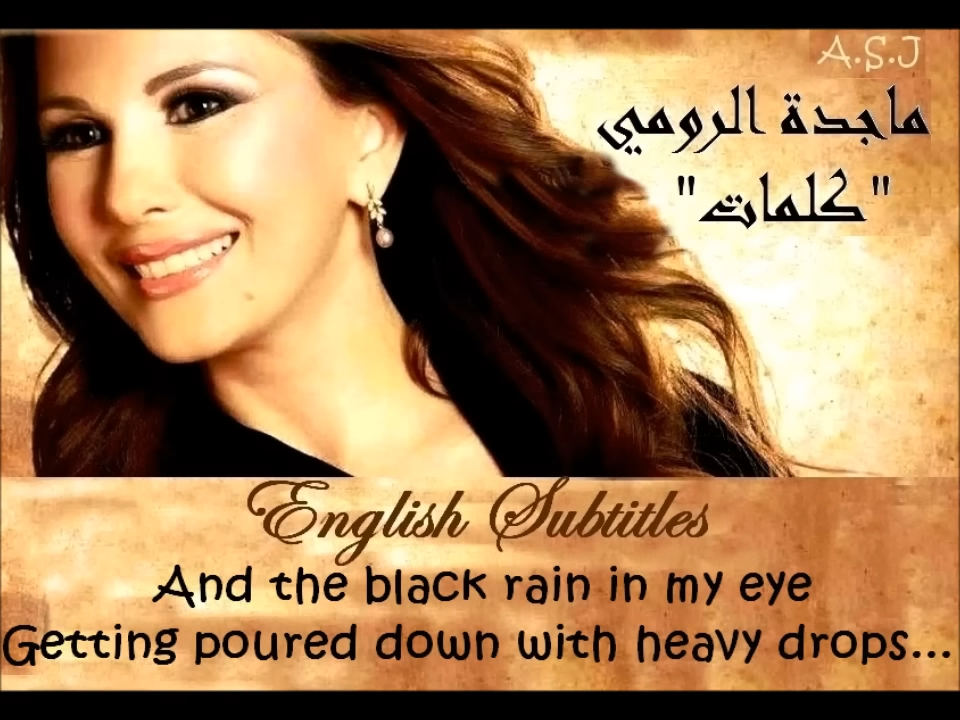 A.S.J
ماجدة الرومي
"كلمات"
English Subtitles
And the black rain in my eye
Getting poured down with heavy drops...